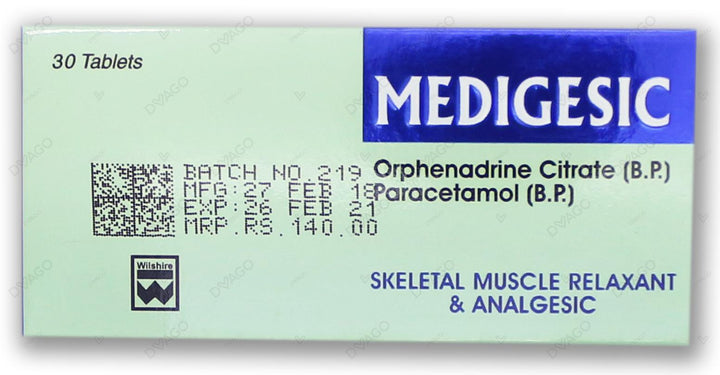 30 Tablets
MEDIGESIC
Orphenadrine Citrate (B.P.)
Paracetamol (B.P.)
BATCH NO.219
MFG:27 FEB 18
EXP:26 FEB 21
MRP.RS.140.00
Wilshire
SKELETAL MUSCLE RELAXANT
& ANALGESIC
DVAGO